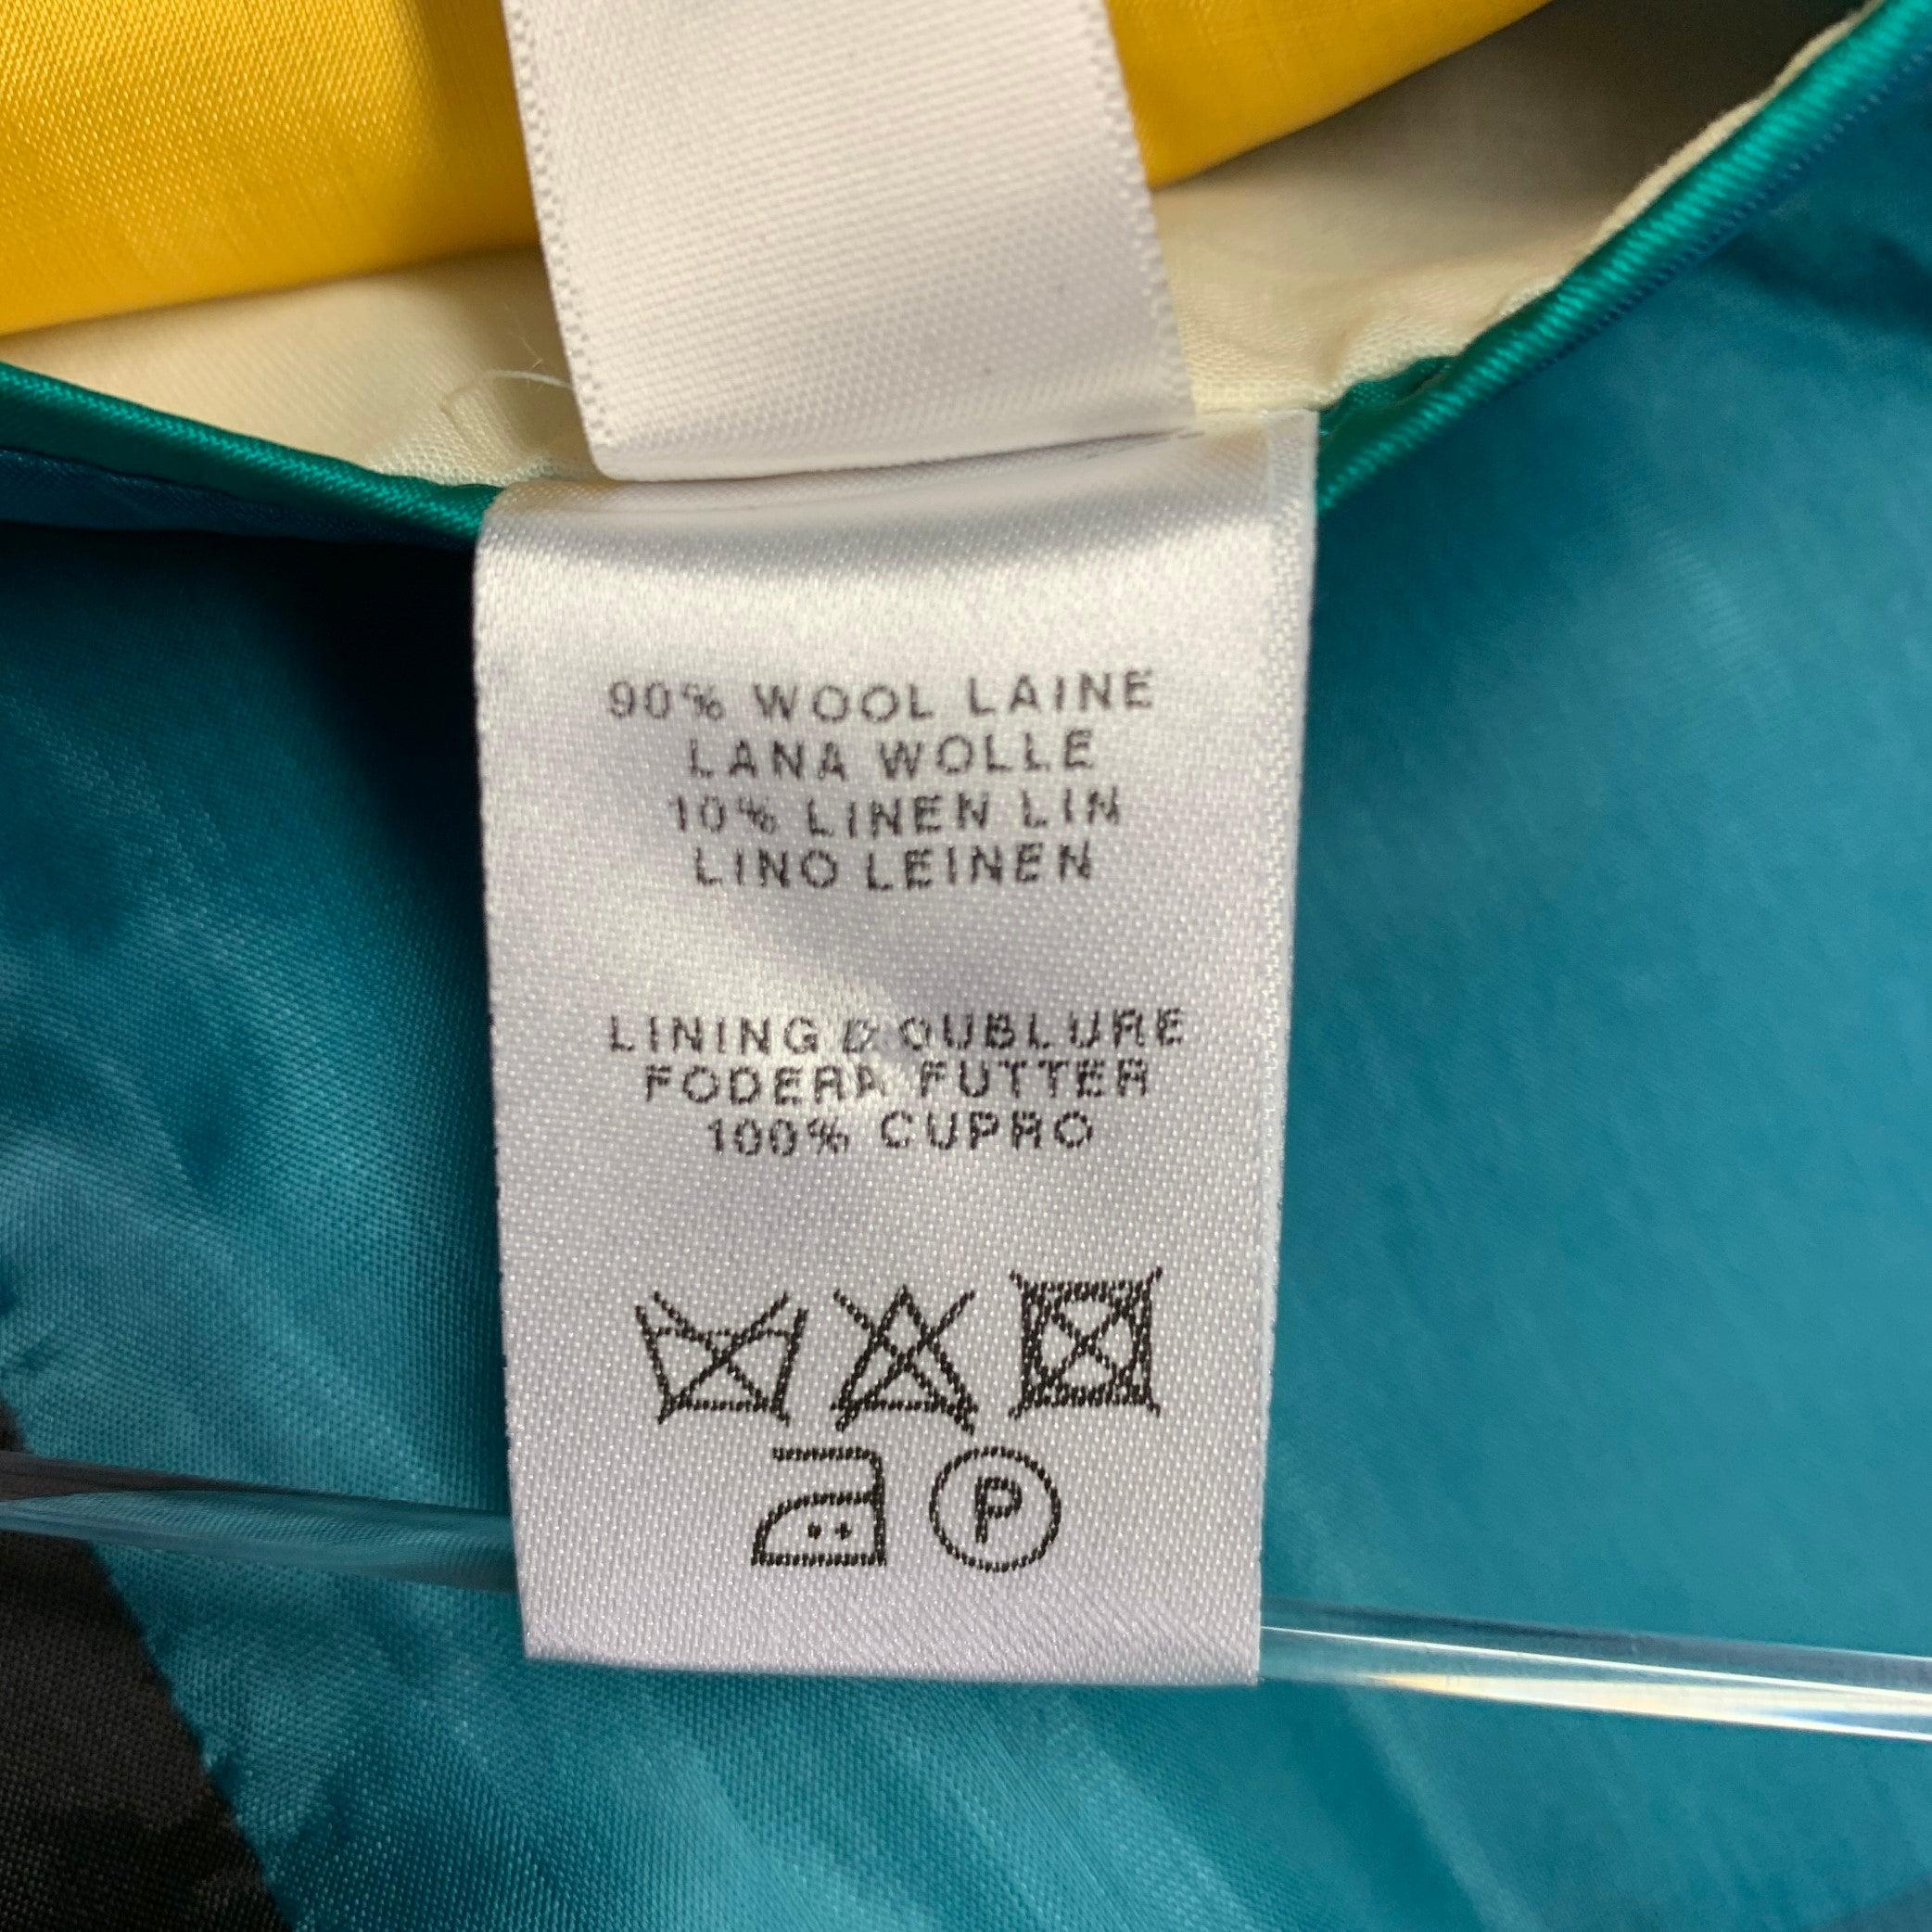 90% WOOL LAINE
LANA WOLLE
10% LINEN LIN
LINO LEINEN
LINING DOUBLURE
FODERA FUTTER
100% CUPRO
P